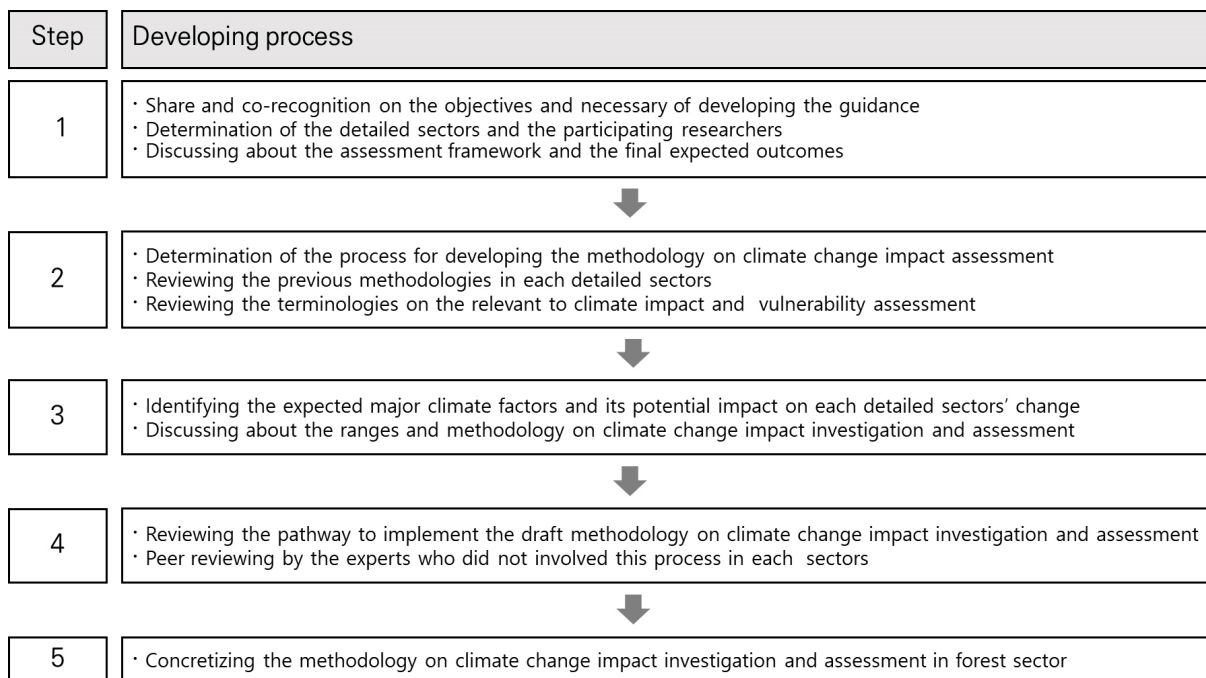 Step Developing process
1
· Share and co-recognition on the objectives and necessary of developing the guidance
· Determination of the detailed sectors and the participating researchers
· Discussing about the assessment framework and the final expected outcomes
2
· Determination of the process for developing the methodology on climate change impact assessment
· Reviewing the previous methodologies in each detailed sectors
· Reviewing the terminologies on the relevant to climate impact and vulnerability assessment
3
· Identifying the expected major climate factors and its potential impact on each detailed sectors' change
· Discussing about the ranges and methodology on climate change impact investigation and assessment
4
· Reviewing the pathway to implement the draft methodology on climate change impact investigation and assessment
· Peer reviewing by the experts who did not involved this process in each sectors
5
· Concretizing the methodology on climate change impact investigation and assessment in forest sector